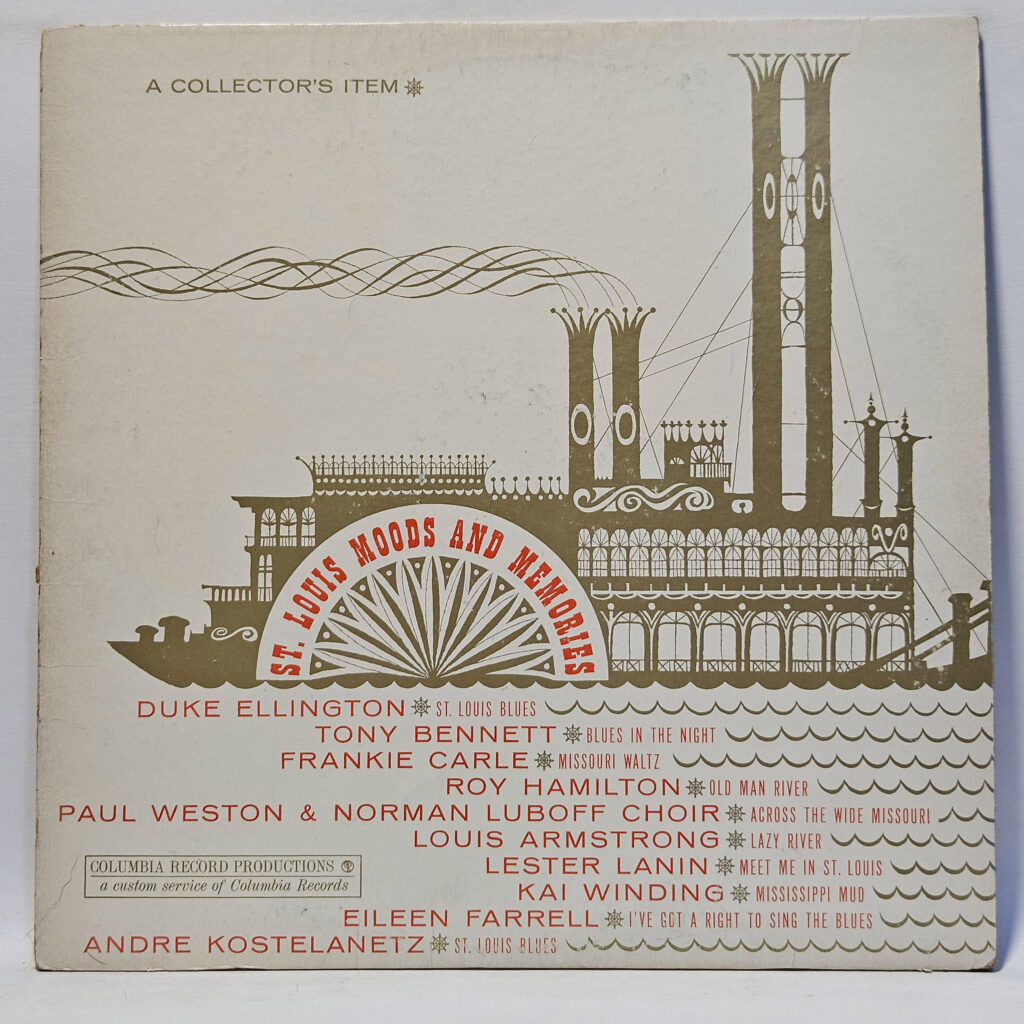 A COLLECTOR'S ITEM
ST. LOUIS MOODS AND MEMORIES
DUKE ELLINGTON ST. LOUIS BLUES
TONY BENNETT BLUES IN THE NIGHT
FRANKIE CARLE MISSOURI WALTZ
ROY HAMILTON OLD MAN RIVER
PAUL WESTON & NORMAN LUBOFF CHOIR ACROSS THE WIDE MISSOURI
LOUIS ARMSTRONG LAZY RIVER
LESTER LANIN MEET ME IN ST. LOUIS
KAI WINDING MISSISSIPPI MUD
EILEEN FARRELL I'VE GOT A RIGHT TO SING THE BLUES
ANDRE KOSTELANETZ ST. LOUIS BLUES
COLUMBIA RECORD PRODUCTIONS
a custom service of Columbia Records